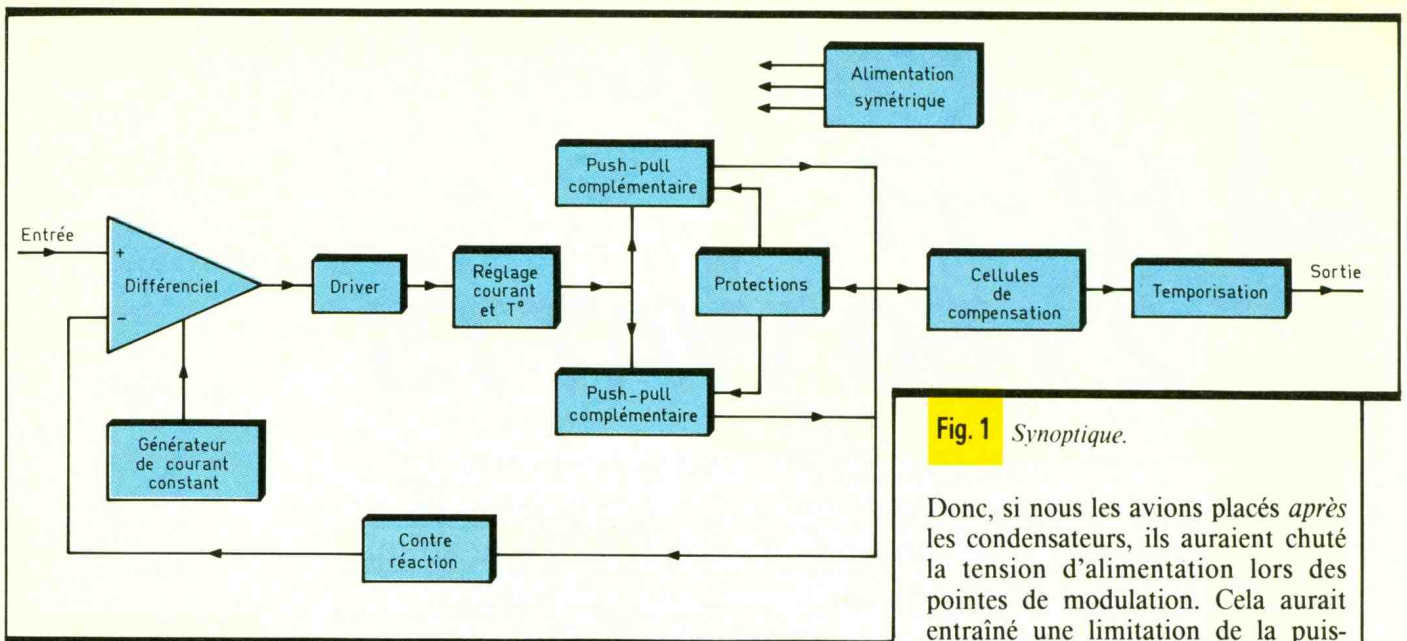 Alimentation
symétrique
Push-pull
complémentaire
Entrée
+
Différenciel
−
Driver
Réglage
courant
et T°
Protections
Cellules
de
compensation
Temporisation
Sortie
Push-pull
complémentaire
Générateur
de courant
constant
Contre
réaction
Fig. 1 Synoptique.
Donc, si nous les avions placés après
les condensateurs, ils auraient chuté
la tension d'alimentation lors des
pointes de modulation. Cela aurait
entraîné une limitation de la puis-